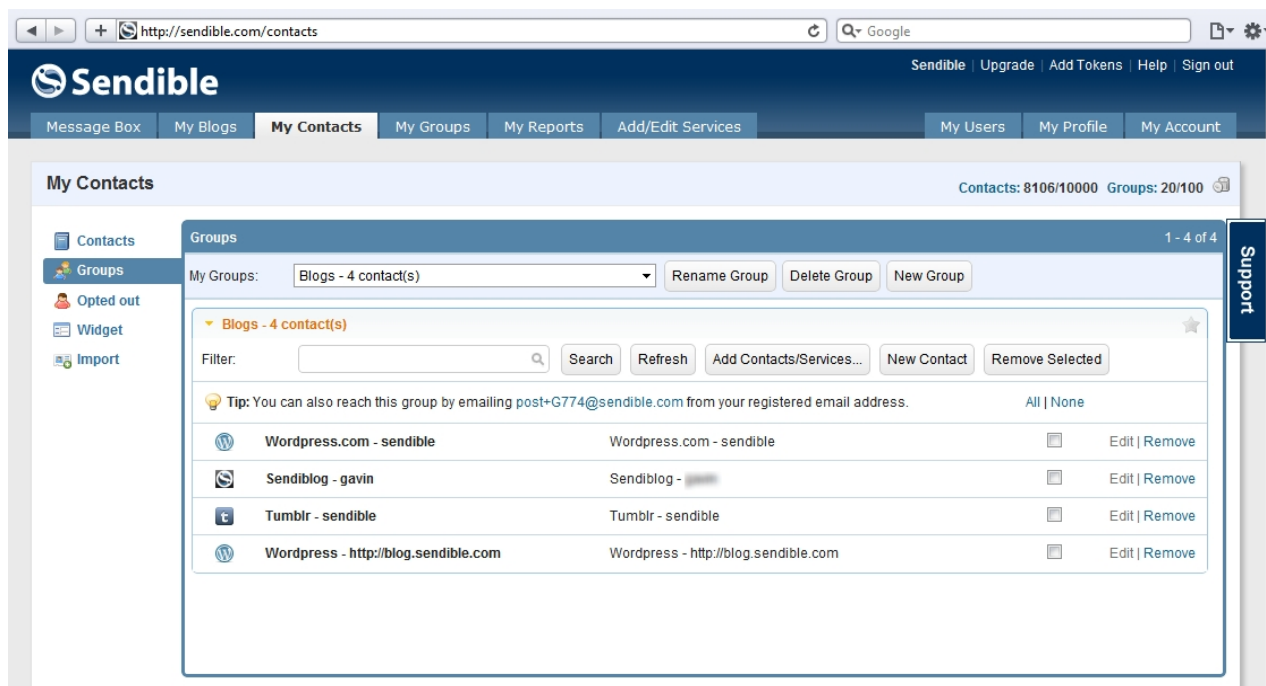 http://sendible.com/contacts Google
Sendible | Upgrade | Add Tokens | Help | Sign out
Sendible
Message Box My Blogs My Contacts My Groups My Reports Add/Edit Services My Users My Profile My Account
My Contacts Contacts: 8106/10000 Groups: 20/100
Contacts
Groups
Opted out
Widget
Import
Groups 1 - 4 of 4
My Groups: Blogs - 4 contact(s) Rename Group Delete Group New Group
Blogs - 4 contact(s)
Filter: Search Refresh Add Contacts/Services... New Contact Remove Selected
Tip: You can also reach this group by emailing post+G774@sendible.com from your registered email address. All | None
Wordpress.com - sendible Wordpress.com - sendible Edit | Remove
Sendiblog - gavin Sendiblog - Edit | Remove
t Tumblr - sendible Tumblr - sendible Edit | Remove
Wordpress - http://blog.sendible.com Wordpress - http://blog.sendible.com Edit | Remove
Support